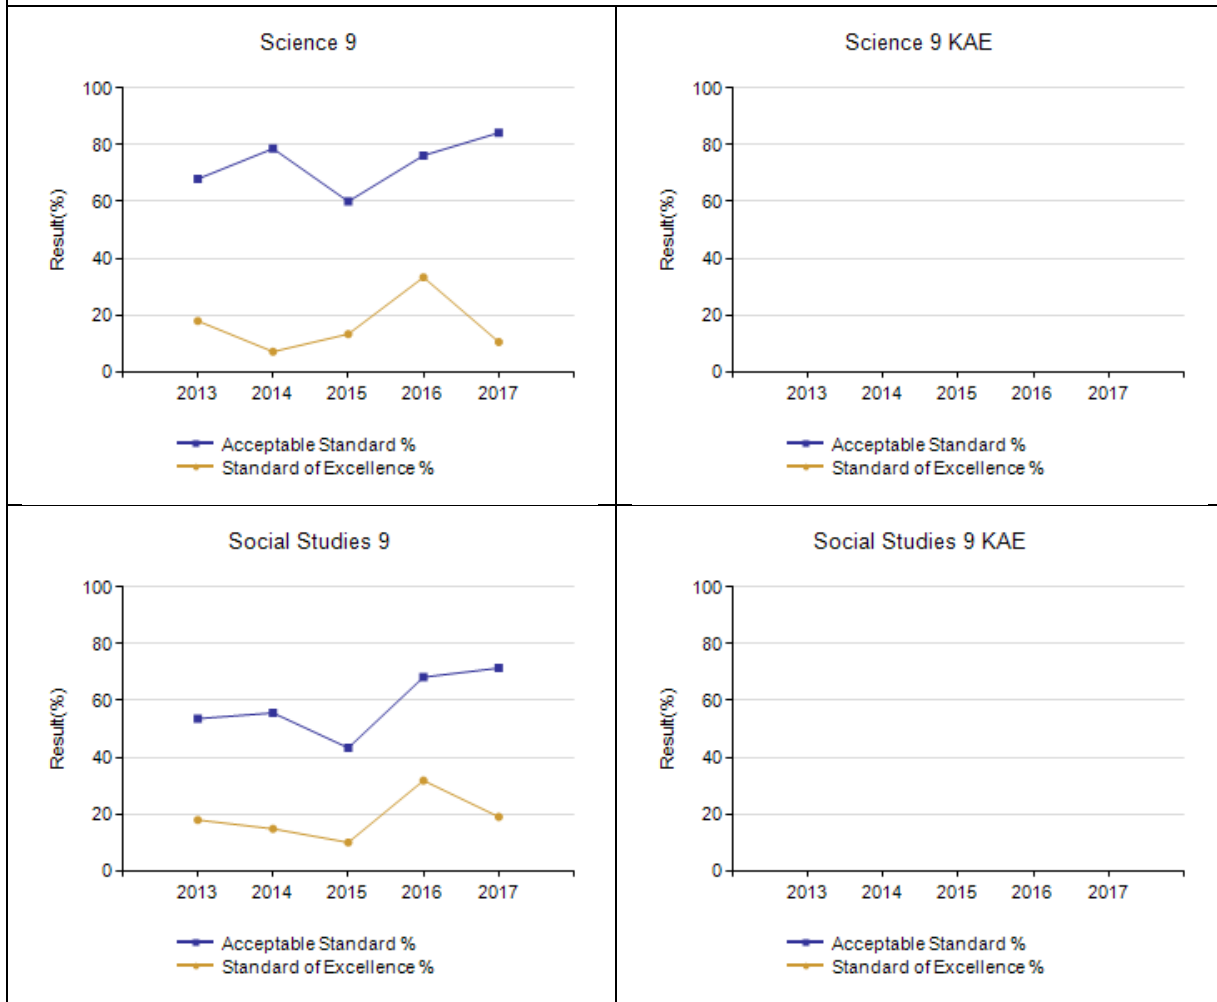 Science 9
100
80
60
40
20
0
Result(%)
2013 2014 2015 2016 2017
Acceptable Standard %
Standard of Excellence %
Science 9 KAE
100
80
60
40
20
0
Result(%)
2013 2014 2015 2016 2017
Acceptable Standard %
Standard of Excellence %
Social Studies 9
100
80
60
40
20
0
Result(%)
2013 2014 2015 2016 2017
Acceptable Standard %
Standard of Excellence %
Social Studies 9 KAE
100
80
60
40
20
0
Result(%)
2013 2014 2015 2016 2017
Acceptable Standard %
Standard of Excellence %